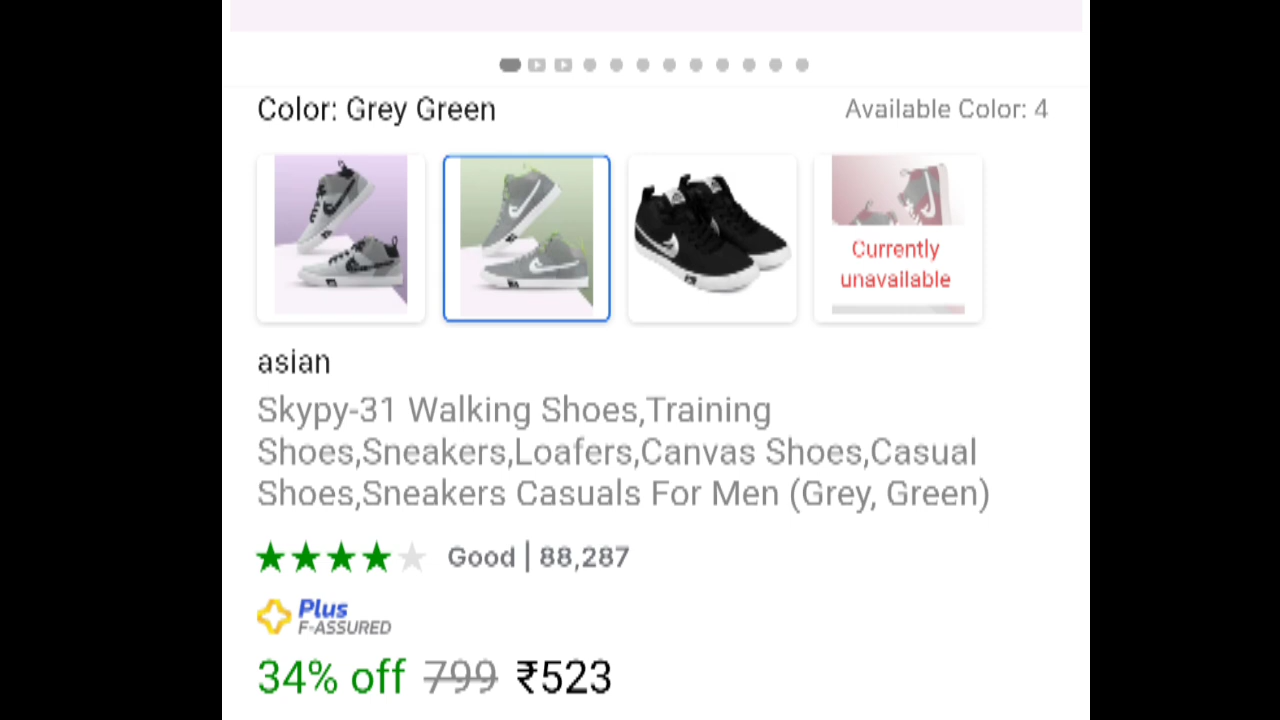 Color: Grey Green
Available Color: 4
Currently
unavailable
asian
Skypy-31 Walking Shoes,Training
Shoes,Sneakers,Loafers,Canvas Shoes,Casual
Shoes,Sneakers Casuals For Men (Grey, Green)
Good | 88,287
Plus
F-ASSURED
34% off 799 ₹523